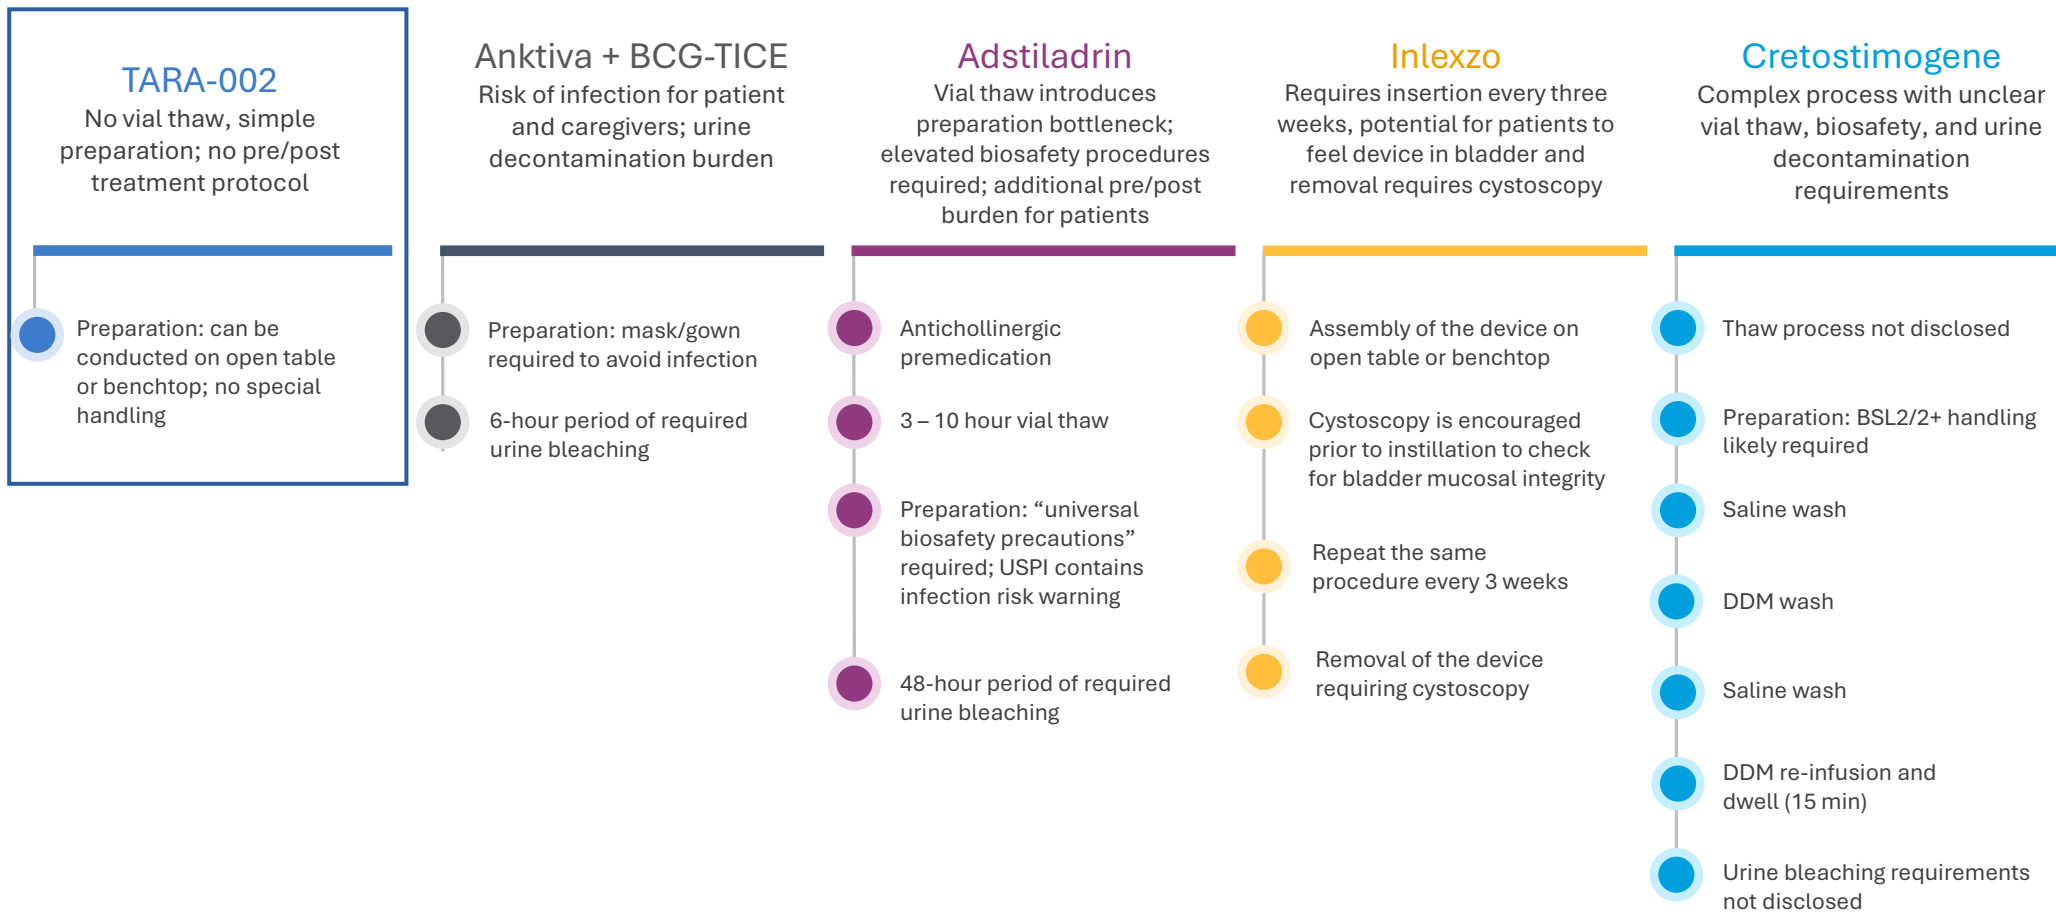 TARA-002
No vial thaw, simple
preparation; no pre/post
treatment protocol
Preparation: can be
conducted on open table
or benchtop; no special
handling
Anktiva + BCG-TICE
Risk of infection for patient
and caregivers; urine
decontamination burden
Preparation: mask/gown
required to avoid infection
6-hour period of required
urine bleaching
Adstiladrin
Vial thaw introduces
preparation bottleneck;
elevated biosafety procedures
required; additional pre/post
burden for patients
Antichollinergic
premedication
3 – 10 hour vial thaw
Preparation: “universal
biosafety precautions”
required; USPI contains
infection risk warning
48-hour period of required
urine bleaching
Inlexzo
Requires insertion every three
weeks, potential for patients to
feel device in bladder and
removal requires cystoscopy
Assembly of the device on
open table or benchtop
Cystoscopy is encouraged
prior to instillation to check
for bladder mucosal integrity
Repeat the same
procedure every 3 weeks
Removal of the device
requiring cystoscopy
Cretostimogene
Complex process with unclear
vial thaw, biosafety, and urine
decontamination
requirements
Thaw process not disclosed
Preparation: BSL2/2+ handling
likely required
Saline wash
DDM wash
Saline wash
DDM re-infusion and
dwell (15 min)
Urine bleaching requirements
not disclosed